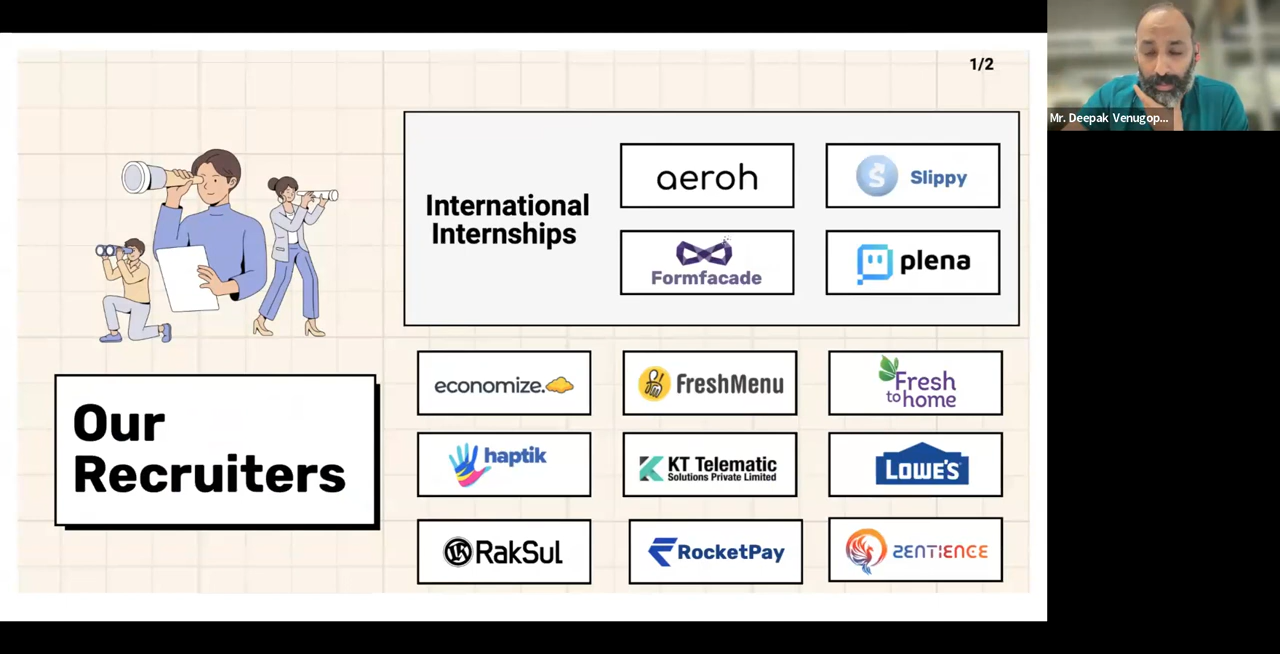 1/2
Mr. Deepak Venugop...
International
Internships
aeroh
S Slippy
Formfacade
plena
Our
Recruiters
economize.
FreshMenu
Fresh
to home
haptik
KT Telematic
Solutions Private Limited
LOWE'S
RakSul
RocketPay
ZENTIENCE